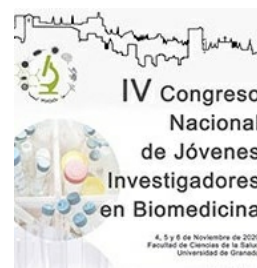 IV Congreso
Nacional
de Jóvenes
Investigadores
en Biomedicina
4, 5 y 6 de Noviembre de 2020
Facultad de Ciencias de la Salud
Universidad de Granada